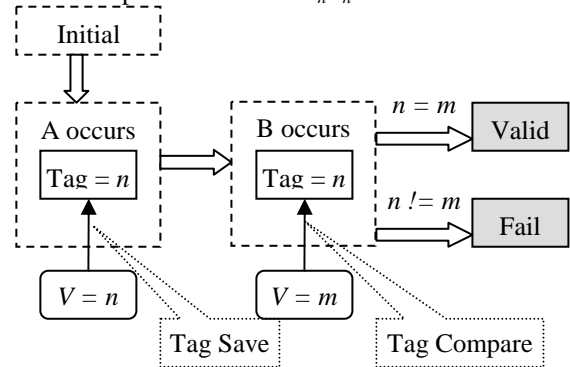 n n
Initial
A occurs
Tag = n
B occurs
Tag = n
n = m
Valid
n != m
Fail
V = n
V = m
Tag Save
Tag Compare